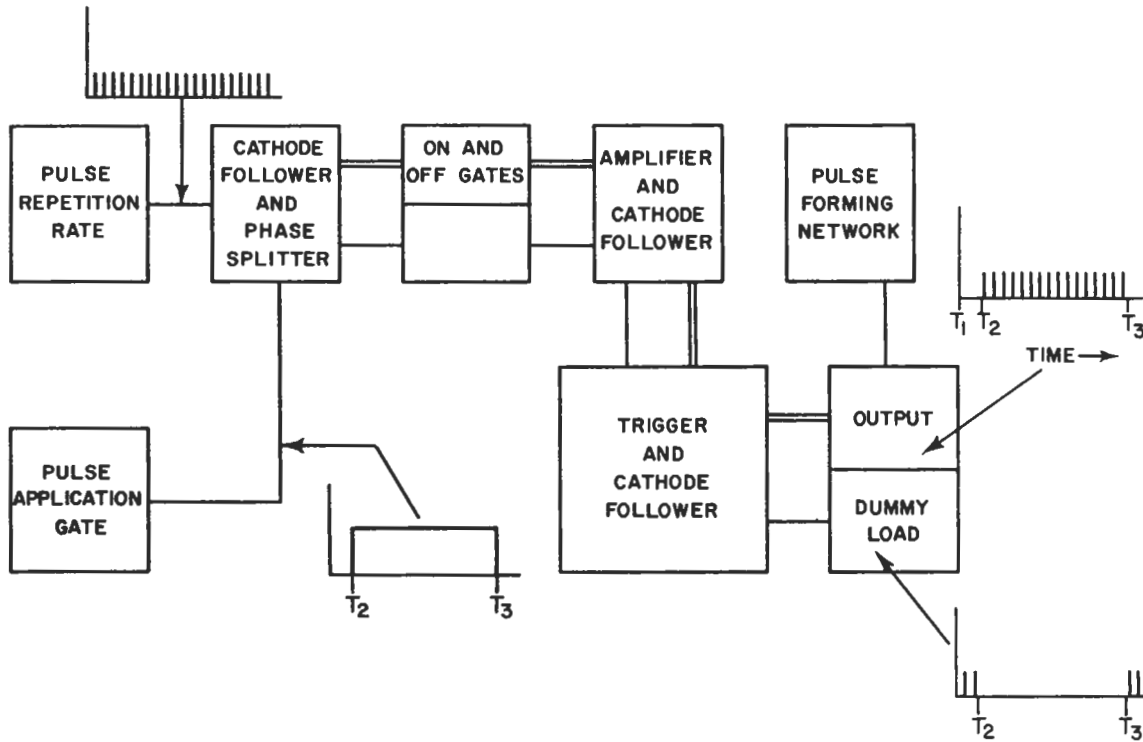 PULSE
REPETITION
RATE
CATHODE
FOLLOWER
AND
PHASE
SPLITTER
ON AND
OFF GATES
AMPLIFIER
AND
CATHODE
FOLLOWER
PULSE
FORMING
NETWORK
T1 T2 T3
TIME
PULSE
APPLICATION
GATE
TRIGGER
AND
CATHODE
FOLLOWER
OUTPUT
DUMMY
LOAD
T2 T3
T2 T3